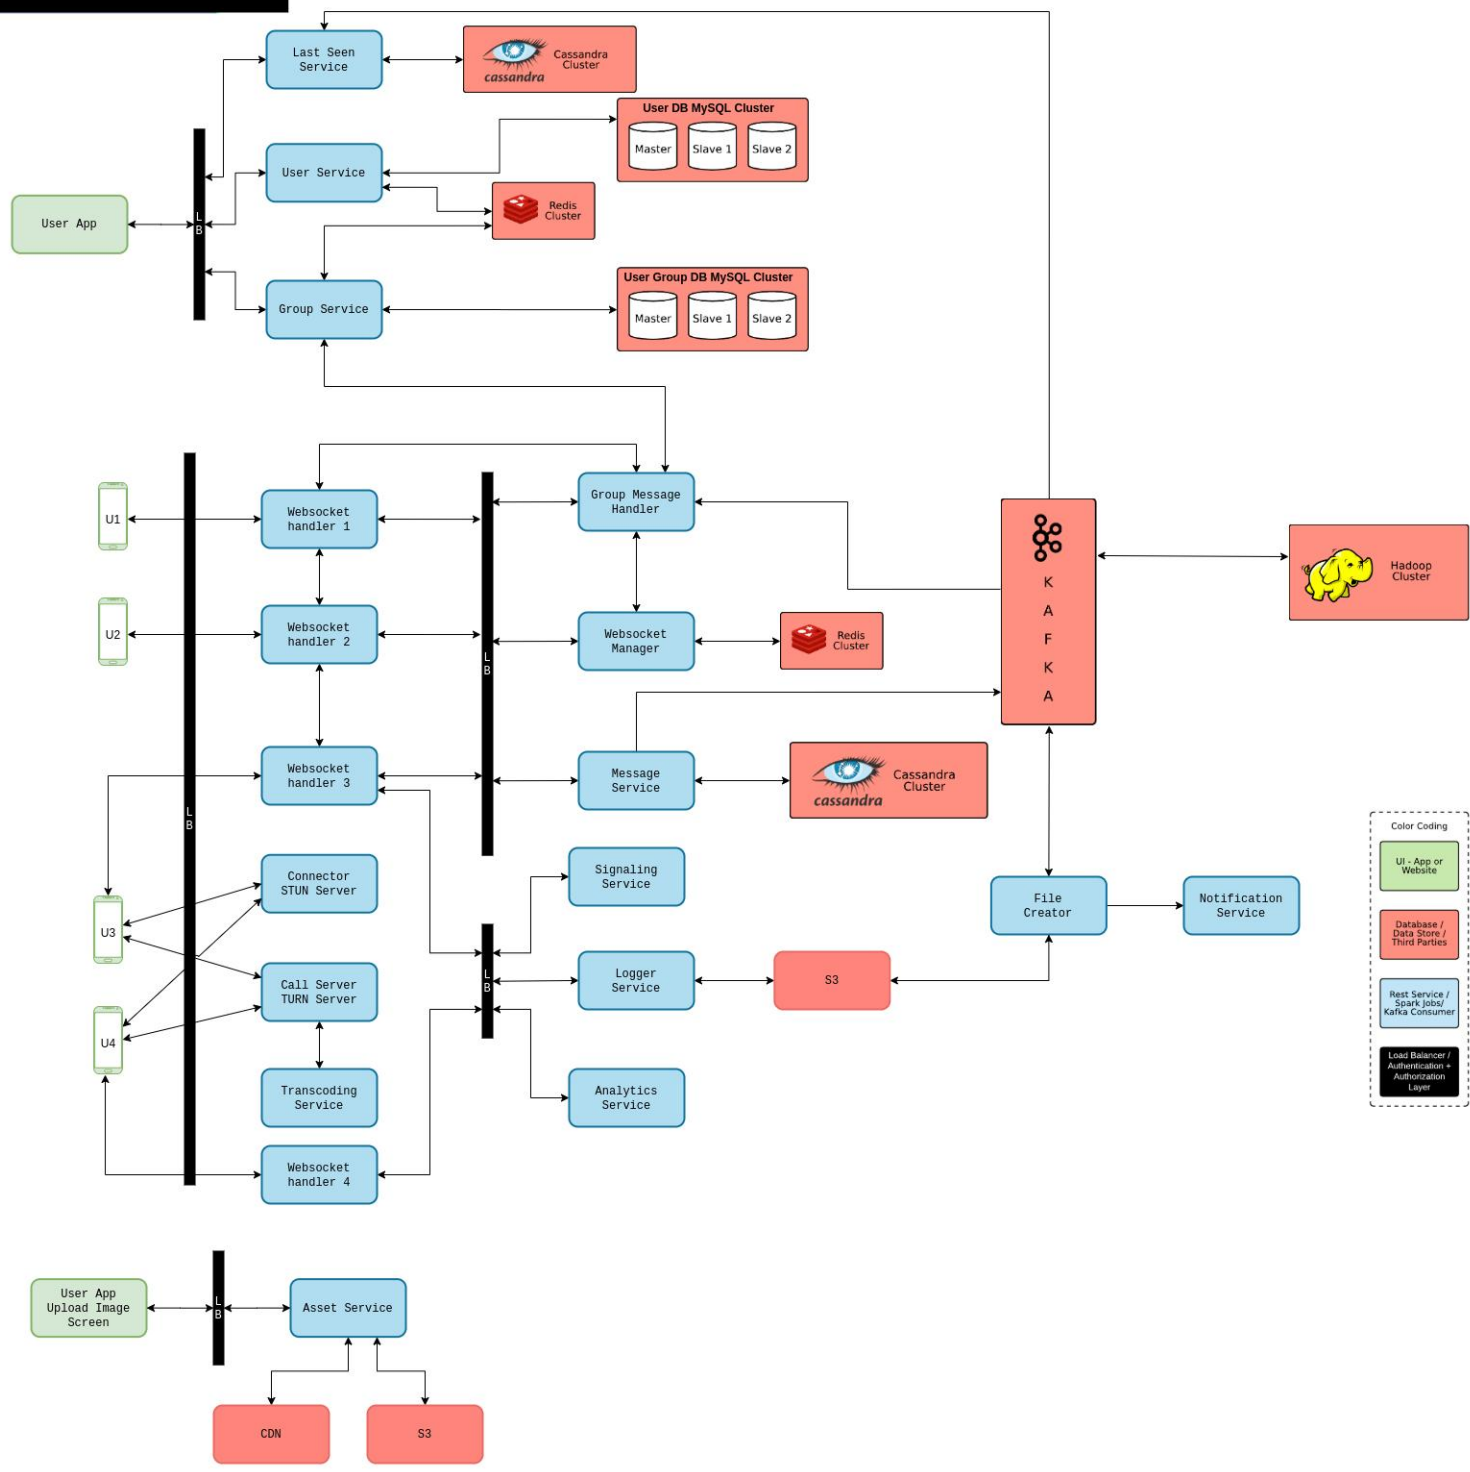 Last Seen
Service
cassandra
Cassandra
Cluster
User DB MySQL Cluster
Master
Slave 1
Slave 2
User Service
Redis
Cluster
User App
L
B
User Group DB MySQL Cluster
Master
Slave 1
Slave 2
Group Service
U1
Websocket
handler 1
Group Message
Handler
K
A
F
K
A
Hadoop
Cluster
U2
Websocket
handler 2
L
B
Websocket
Manager
Redis
Cluster
Websocket
handler 3
Message
Service
cassandra
Cassandra
Cluster
L
B
Connector
STUN Server
Signaling
Service
File
Creator
Notification
Service
U3
Call Server
TURN Server
L
B
Logger
Service
S3
U4
Transcoding
Service
Analytics
Service
Websocket
handler 4
Color Coding
UI - App or
Website
Database /
Data Store /
Third Parties
Rest Service /
Spark Jobs/
Kafka Consumer
Load Balancer /
Authentication +
Authorization
Layer
User App
Upload Image
Screen
L
B
Asset Service
CDN
S3